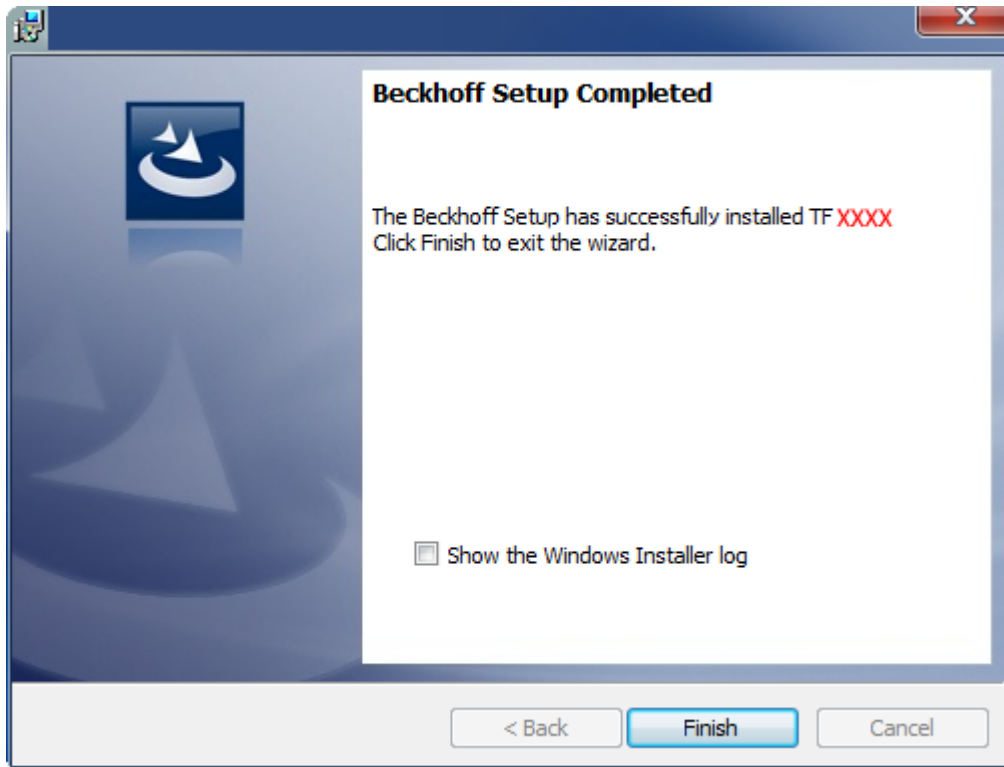 Beckhoff Setup Completed
The Beckhoff Setup has successfully installed TF XXXX
Click Finish to exit the wizard.
Show the Windows Installer log
< Back
Finish
Cancel